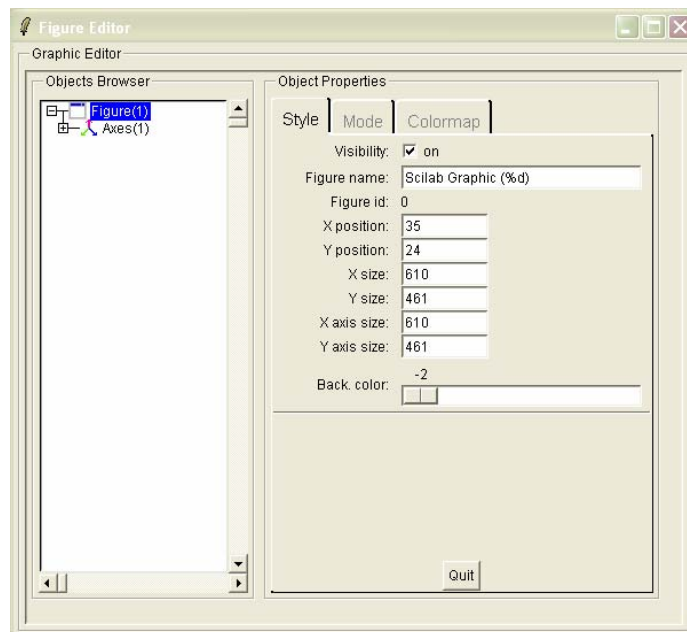 Figure Editor
Graphic Editor
Objects Browser
Figure(1)
Axes(1)
Object Properties
Style Mode Colormap
Visibility: on
Figure name: Scilab Graphic (%d)
Figure id: 0
X position: 35
Y position: 24
X size: 610
Y size: 461
X axis size: 610
Y axis size: 461
-2
Back. color:
Quit